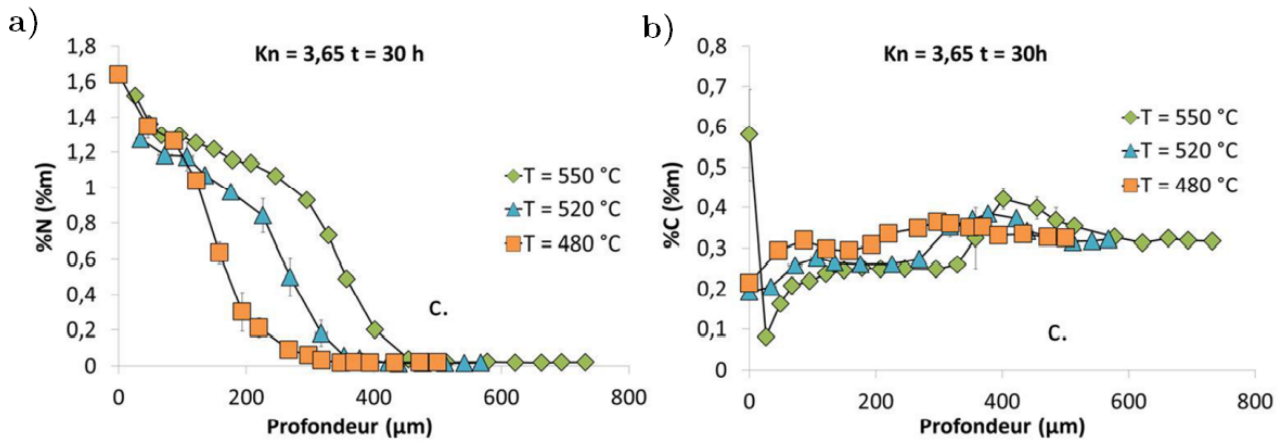 a)
%N (%m)
Kn = 3,65 t = 30 h
1,8
1,6
1,4
1,2
1
0,8
0,6
0,4
0,2
0
T = 550 °C
T = 520 °C
T = 480 °C
c.
0 200 400 600 800
Profondeur (µm)
b)
%C (%m)
Kn = 3,65 t = 30h
0,8
0,7
0,6
0,5
0,4
0,3
0,2
0,1
0
T = 550 °C
T = 520 °C
T = 480 °C
c.
0 200 400 600 800
Profondeur (µm)